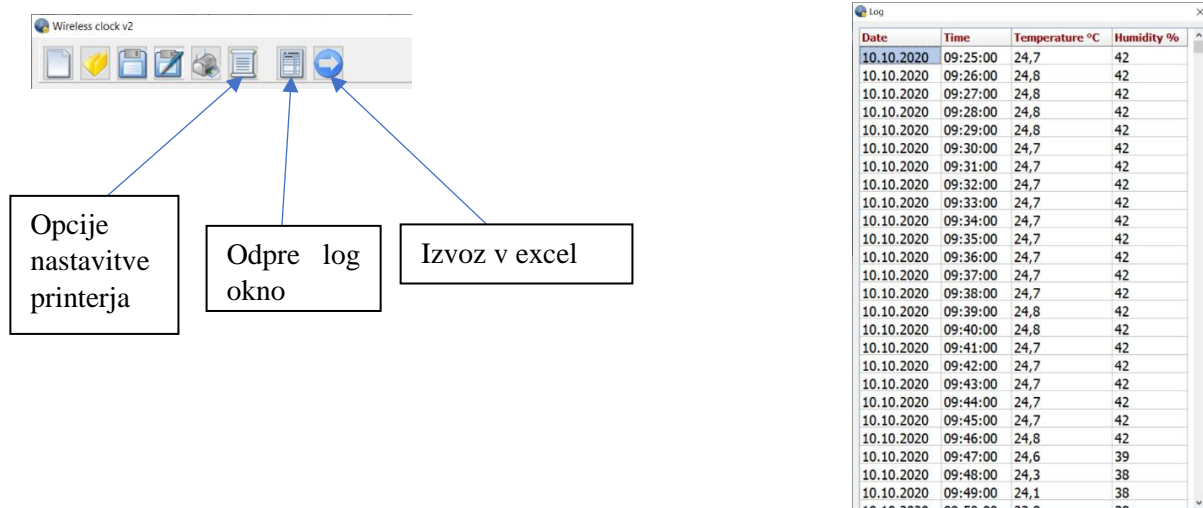 Wireless clock v2
Opcije
nastavitve
printerja
Odpre log
okno
Izvoz v excel
Log
Date Time Temperature ºC Humidity %
10.10.2020 09:25:00 24,7 42
10.10.2020 09:26:00 24,8 42
10.10.2020 09:27:00 24,8 42
10.10.2020 09:28:00 24,8 42
10.10.2020 09:29:00 24,8 42
10.10.2020 09:30:00 24,7 42
10.10.2020 09:31:00 24,7 42
10.10.2020 09:32:00 24,7 42
10.10.2020 09:33:00 24,7 42
10.10.2020 09:34:00 24,7 42
10.10.2020 09:35:00 24,7 42
10.10.2020 09:36:00 24,7 42
10.10.2020 09:37:00 24,7 42
10.10.2020 09:38:00 24,7 42
10.10.2020 09:39:00 24,8 42
10.10.2020 09:40:00 24,8 42
10.10.2020 09:41:00 24,7 42
10.10.2020 09:42:00 24,7 42
10.10.2020 09:43:00 24,7 42
10.10.2020 09:44:00 24,7 42
10.10.2020 09:45:00 24,7 42
10.10.2020 09:46:00 24,8 42
10.10.2020 09:47:00 24,6 39
10.10.2020 09:48:00 24,3 38
10.10.2020 09:49:00 24,1 38